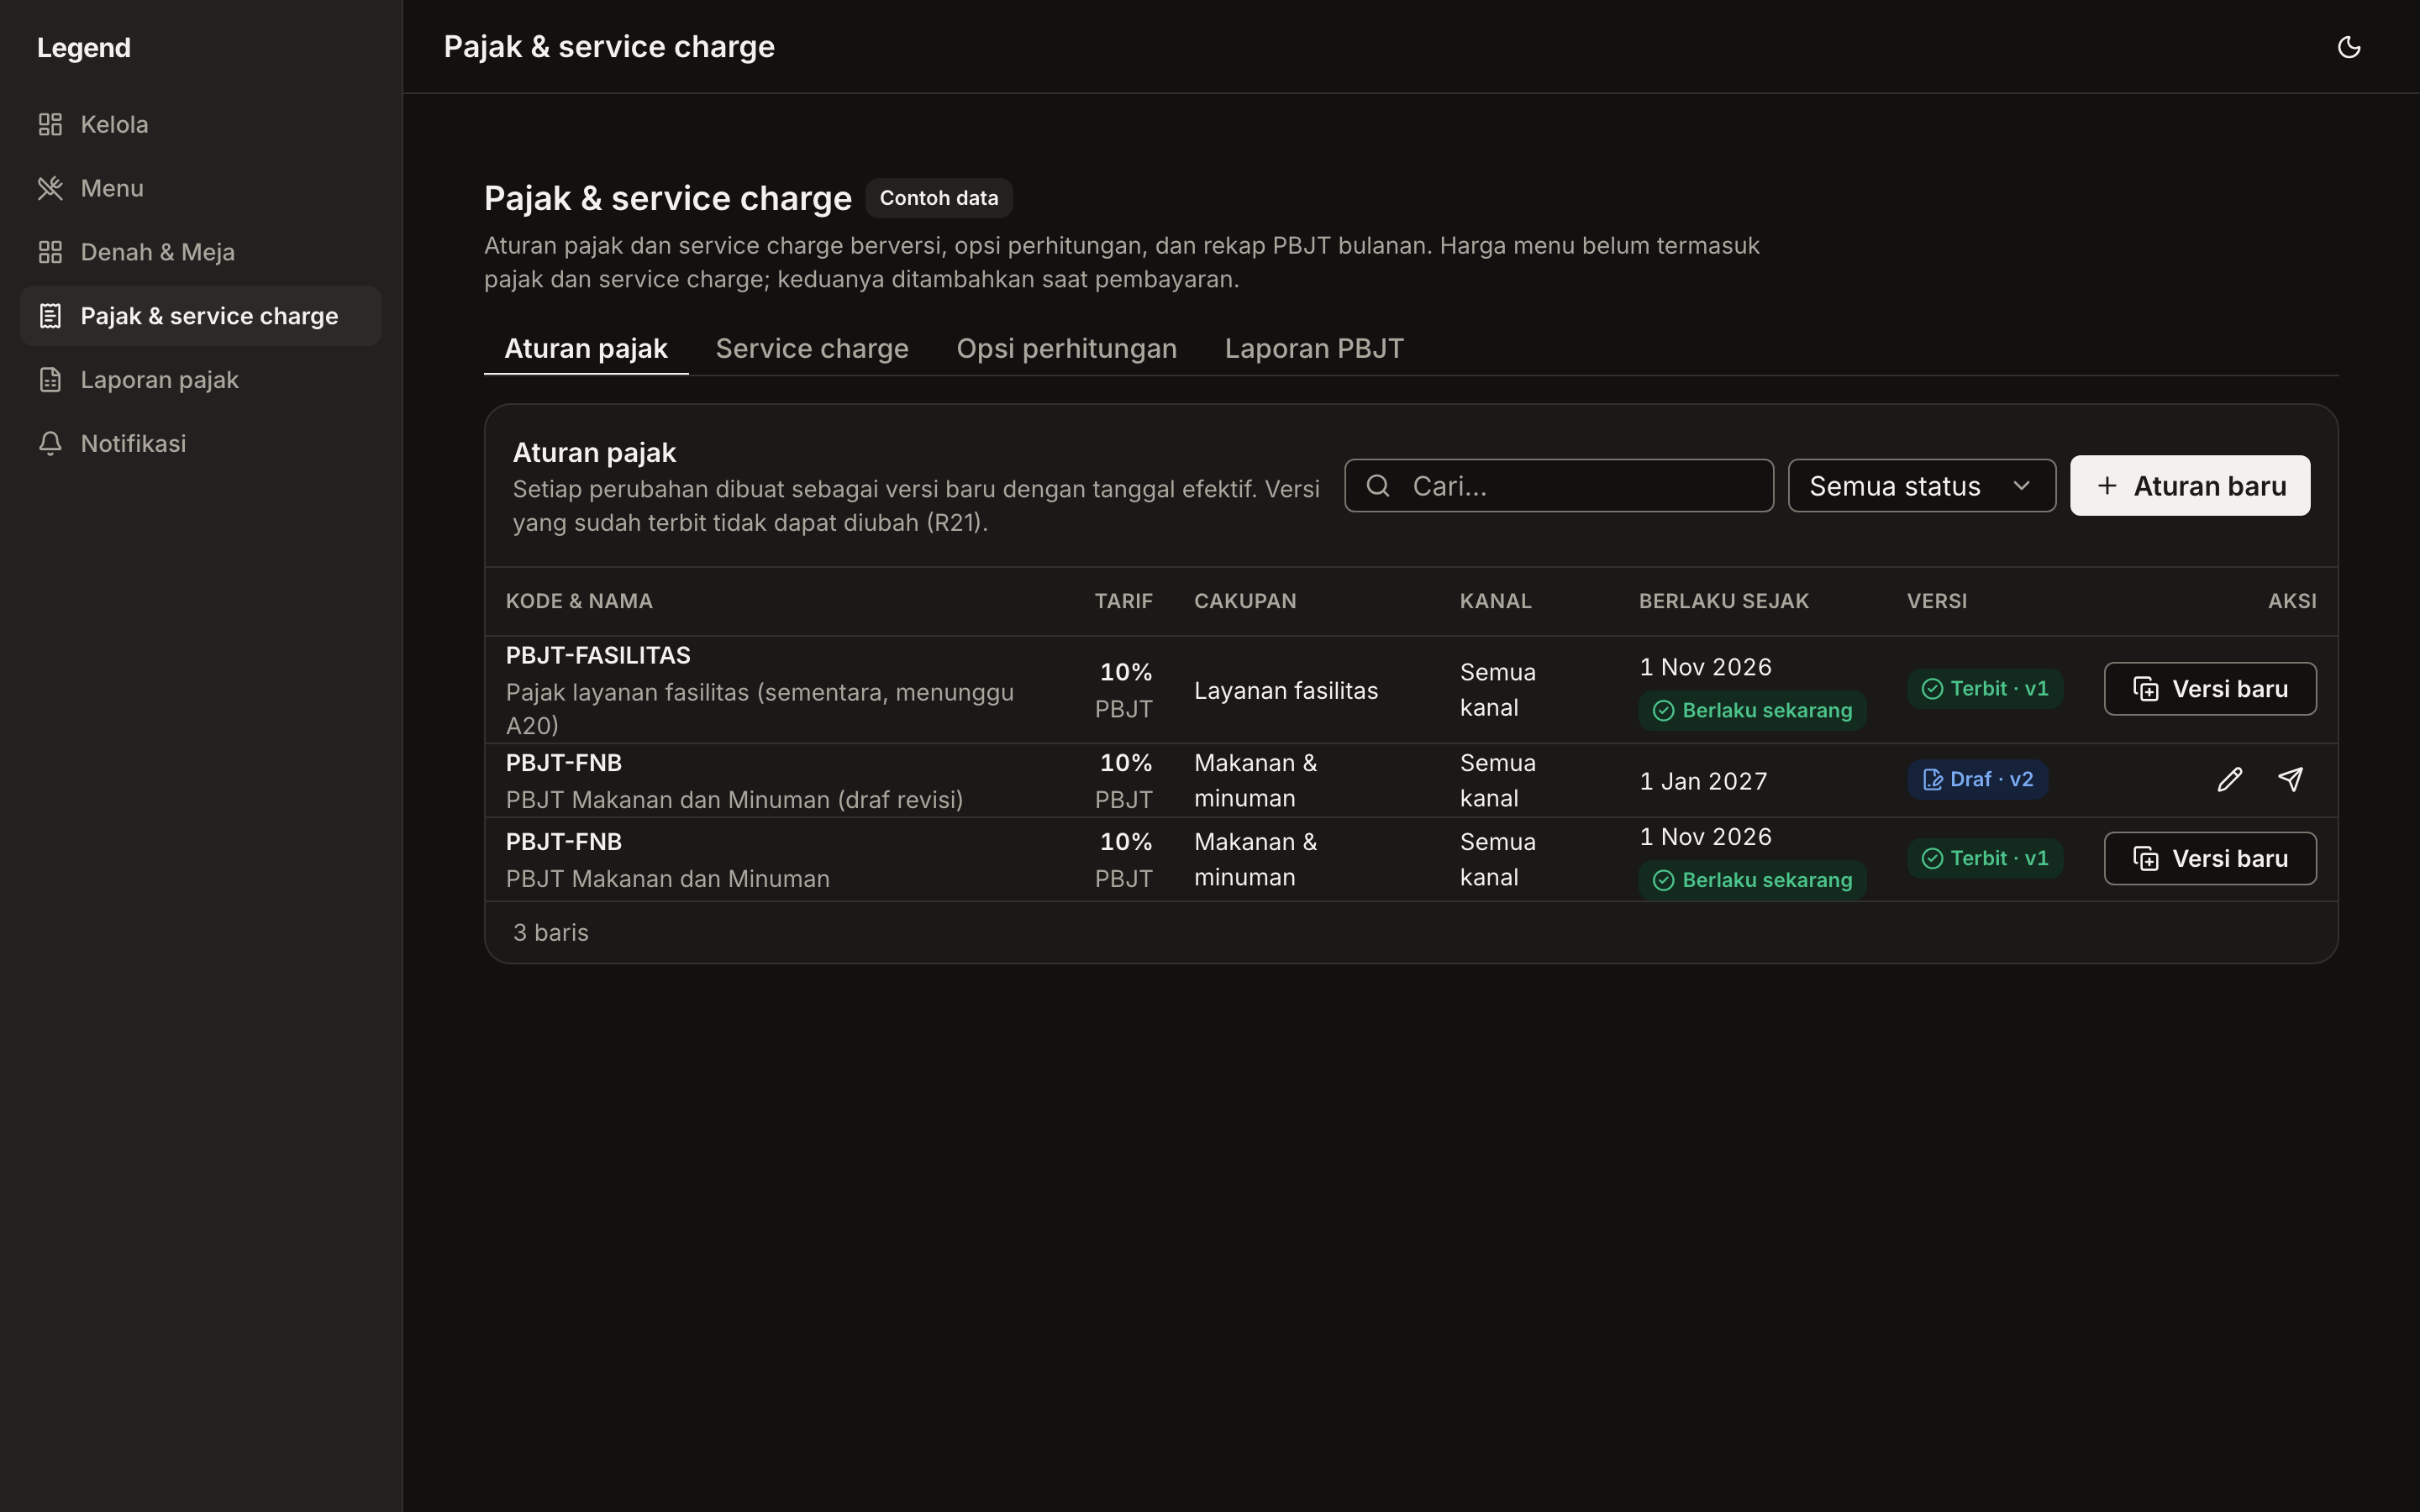 Legend
Kelola
Menu
Denah & Meja
Pajak & service charge
Laporan pajak
Notifikasi
Pajak & service charge
Pajak & service charge
Contoh data
Aturan pajak dan service charge berversi, opsi perhitungan, dan rekap PBJT bulanan. Harga menu belum termasuk
pajak dan service charge; keduanya ditambahkan saat pembayaran.
Aturan pajak
Service charge
Opsi perhitungan
Laporan PBJT
Aturan pajak
Setiap perubahan dibuat sebagai versi baru dengan tanggal efektif. Versi
yang sudah terbit tidak dapat diubah (R21).
Cari...
Semua status
Aturan baru
KODE & NAMA
TARIF
CAKUPAN
KANAL
BERLAKU SEJAK
VERSI
AKSI
PBJT-FASILITAS
Pajak layanan fasilitas (sementara, menunggu
A20)
10%
PBJT
Layanan fasilitas
Semua
kanal
1 Nov 2026
Berlaku sekarang
Terbit · v1
Versi baru
PBJT-FNB
PBJT Makanan dan Minuman (draf revisi)
10%
PBJT
Makanan &
minuman
Semua
kanal
1 Jan 2027
Draf · v2
PBJT-FNB
PBJT Makanan dan Minuman
10%
PBJT
Makanan &
minuman
Semua
kanal
1 Nov 2026
Berlaku sekarang
Terbit · v1
Versi baru
3 baris